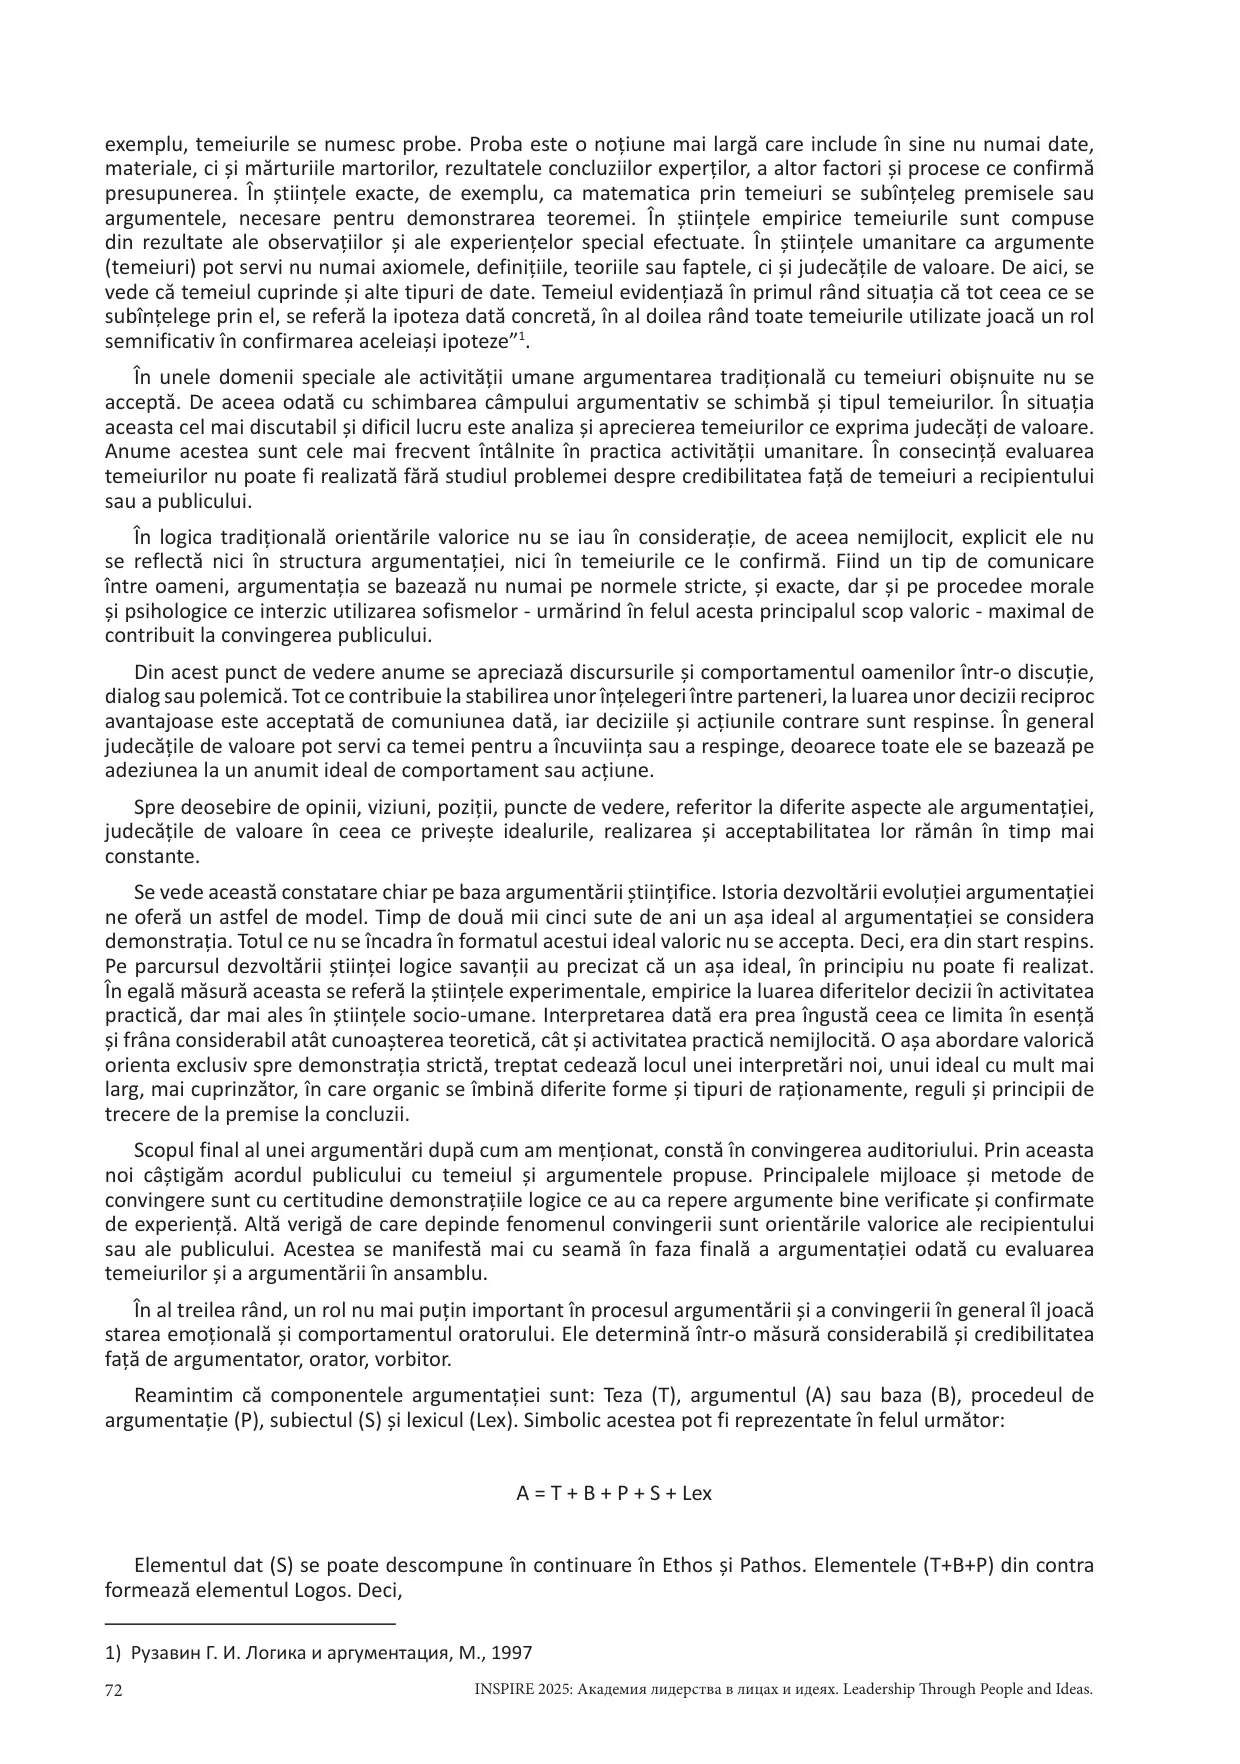 exemplu, temeiurile se numesc probe. Proba este o noțiune mai largă care include în sine nu numai date,
materiale, ci și mărturiile martorilor, rezultatele concluziilor experților, a altor factori și procese ce confirmă
presupunerea. În științele exacte, de exemplu, ca matematica prin temeiuri se subînțeleg premisele sau
argumentele, necesare pentru demonstrarea teoremei. În științele empirice temeiurile sunt compuse
din rezultate ale observațiilor și ale experiențelor special efectuate. În științele umanitare ca argumente
(temeiuri) pot servi nu numai axiomele, definițiile, teoriile sau faptele, ci și judecățile de valoare. De aici, se
vede că temeiul cuprinde și alte tipuri de date. Temeiul evidențiază în primul rând situația că tot ceea ce se
subînțelege prin el, se referă la ipoteza dată concretă, în al doilea rând toate temeiurile utilizate joacă un rol
semnificativ în confirmarea aceleiași ipoteze”1.
În unele domenii speciale ale activității umane argumentarea tradițională cu temeiuri obișnuite nu se
acceptă. De aceea odată cu schimbarea câmpului argumentativ se schimbă și tipul temeiurilor. În situația
aceasta cel mai discutabil și dificil lucru este analiza și aprecierea temeiurilor ce exprima judecăți de valoare.
Anume acestea sunt cele mai frecvent întâlnite în practica activității umanitare. În consecință evaluarea
temeiurilor nu poate fi realizată fără studiul problemei despre credibilitatea față de temeiuri a recipientului
sau a publicului.
În logica tradițională orientările valorice nu se iau în considerație, de aceea nemijlocit, explicit ele nu
se reflectă nici în structura argumentației, nici în temeiurile ce le confirmă. Fiind un tip de comunicare
între oameni, argumentația se bazează nu numai pe normele stricte, și exacte, dar și pe procedee morale
și psihologice ce interzic utilizarea sofismelor - urmărind în felul acesta principalul scop valoric - maximal de
contribuit la convingerea publicului.
Din acest punct de vedere anume se apreciază discursurile și comportamentul oamenilor într-o discuție,
dialog sau polemică. Tot ce contribuie la stabilirea unor înțelegeri între parteneri, la luarea unor decizii reciproc
avantajoase este acceptată de comuniunea dată, iar deciziile și acțiunile contrare sunt respinse. În general
judecățile de valoare pot servi ca temei pentru a încuviința sau a respinge, deoarece toate ele se bazează pe
adeziunea la un anumit ideal de comportament sau acțiune.
Spre deosebire de opinii, viziuni, poziții, puncte de vedere, referitor la diferite aspecte ale argumentației,
judecățile de valoare în ceea ce privește idealurile, realizarea și acceptabilitatea lor rămân în timp mai
constante.
Se vede această constatare chiar pe baza argumentării științifice. Istoria dezvoltării evoluției argumentației
ne oferă un astfel de model. Timp de două mii cinci sute de ani un așa ideal al argumentației se considera
demonstrația. Totul ce nu se încadra în formatul acestui ideal valoric nu se accepta. Deci, era din start respins.
Pe parcursul dezvoltării științei logice savanții au precizat că un așa ideal, în principiu nu poate fi realizat.
În egală măsură aceasta se referă la științele experimentale, empirice la luarea diferitelor decizii în activitatea
practică, dar mai ales în științele socio-umane. Interpretarea dată era prea îngustă ceea ce limita în esență
și frâna considerabil atât cunoașterea teoretică, cât și activitatea practică nemijlocită. O așa abordare valorică
orienta exclusiv spre demonstrația strictă, treptat cedează locul unei interpretări noi, unui ideal cu mult mai
larg, mai cuprinzător, în care organic se îmbină diferite forme și tipuri de raționamente, reguli și principii de
trecere de la premise la concluzii.
Scopul final al unei argumentări după cum am menționat, constă în convingerea auditoriului. Prin aceasta
noi câștigăm acordul publicului cu temeiul și argumentele propuse. Principalele mijloace și metode de
convingere sunt cu certitudine demonstrațiile logice ce au ca repere argumente bine verificate și confirmate
de experiență. Altă verigă de care depinde fenomenul convingerii sunt orientările valorice ale recipientului
sau ale publicului. Acestea se manifestă mai cu seamă în faza finală a argumentației odată cu evaluarea
temeiurilor și a argumentării în ansamblu.
În al treilea rând, un rol nu mai puțin important în procesul argumentării și a convingerii în general îl joacă
starea emoțională și comportamentul oratorului. Ele determină într-o măsură considerabilă și credibilitatea
față de argumentator, orator, vorbitor.
Reamintim că componentele argumentației sunt: Teza (T), argumentul (A) sau baza (B), procedeul de
argumentație (P), subiectul (S) și lexicul (Lex). Simbolic acestea pot fi reprezentate în felul următor:
A = T + B + P + S + Lex
Elementul dat (S) se poate descompune în continuare în Ethos și Pathos. Elementele (T+B+P) din contra
formează elementul Logos. Deci,
1) Рузавин Г. И. Логика и аргументация, М., 1997
72 INSPIRE 2025: Академия лидерства в лицах и идеях. Leadership Through People and Ideas.